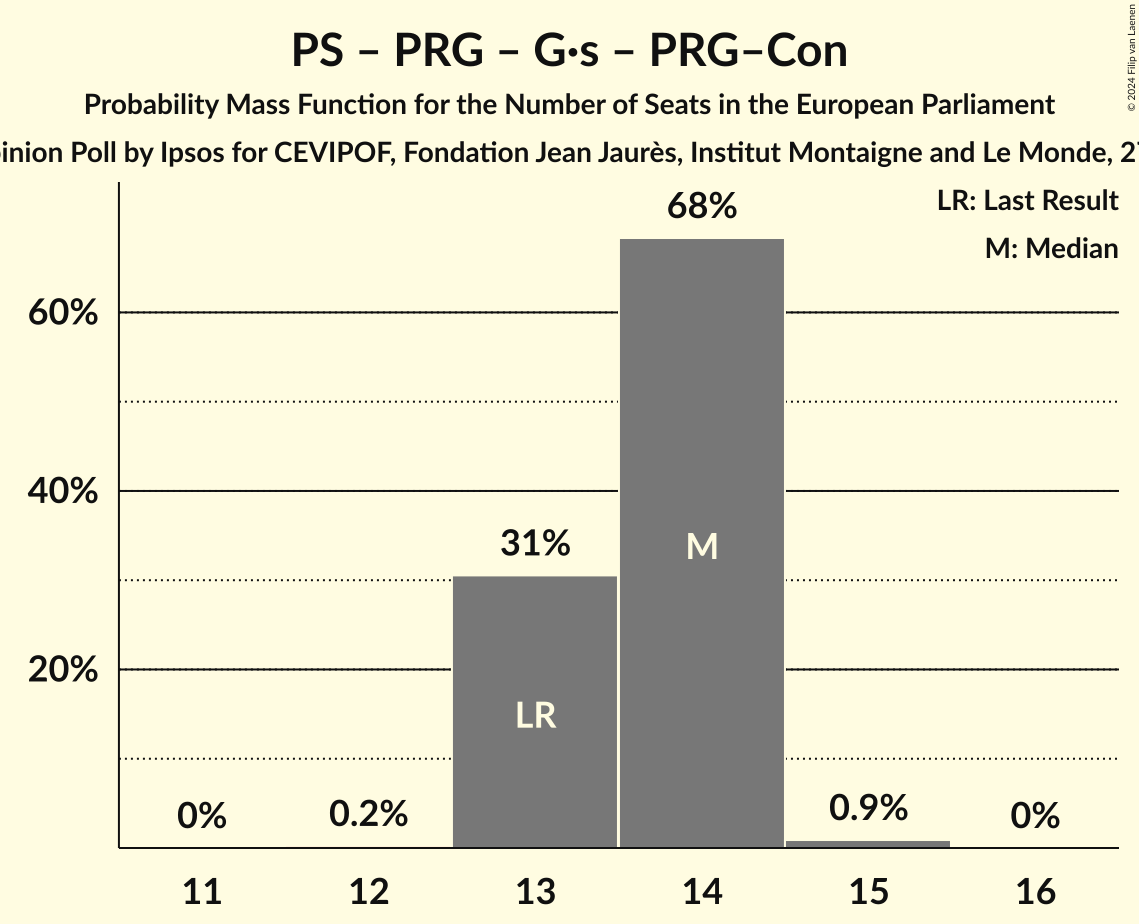 PS – PRG – G·s – PRG–Con
Probability Mass Function for the Number of Seats in the European Parliament
Poll by Ipsos for CEVIPOF, Fondation Jean Jaurès, Institut Montaigne and Le Monde,
© 2024 Filip van Laenen
LR: Last Result
M: Median
68%
60%
40%
31%
M
20%
LR
0%
0.2%
0.9%
0%
11
12
13
14
15
16